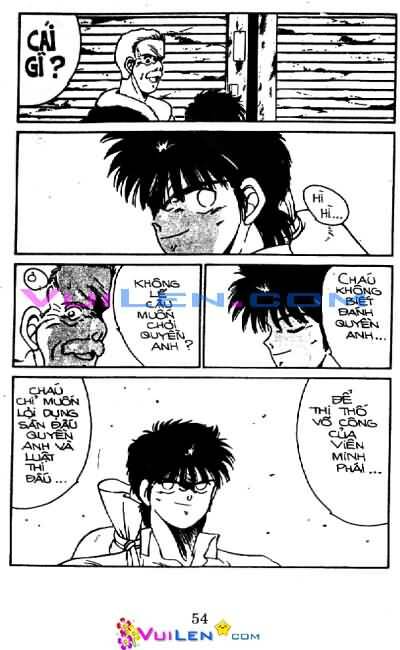 CÁI
GÌ?
HÌ
HÌ...
KHÔNG
LẼ
CẬU
MUỐN
CHƠI
QUYỀN
ANH?
CHÁU
KHÔNG
BIẾT
ĐÁNH
QUYỀN
ANH...
VUILEN.COM
CHÁU
CHỈ MUỐN
LỢI DỤNG
SÀN ĐẤU
QUYỀN
ANH VÀ
LUẬT
THI
ĐẤU...
ĐỂ
THI THỐ
VÕ CÔNG
CỦA
VIÊN
MINH
PHÁI...
54
VUILEN.COM